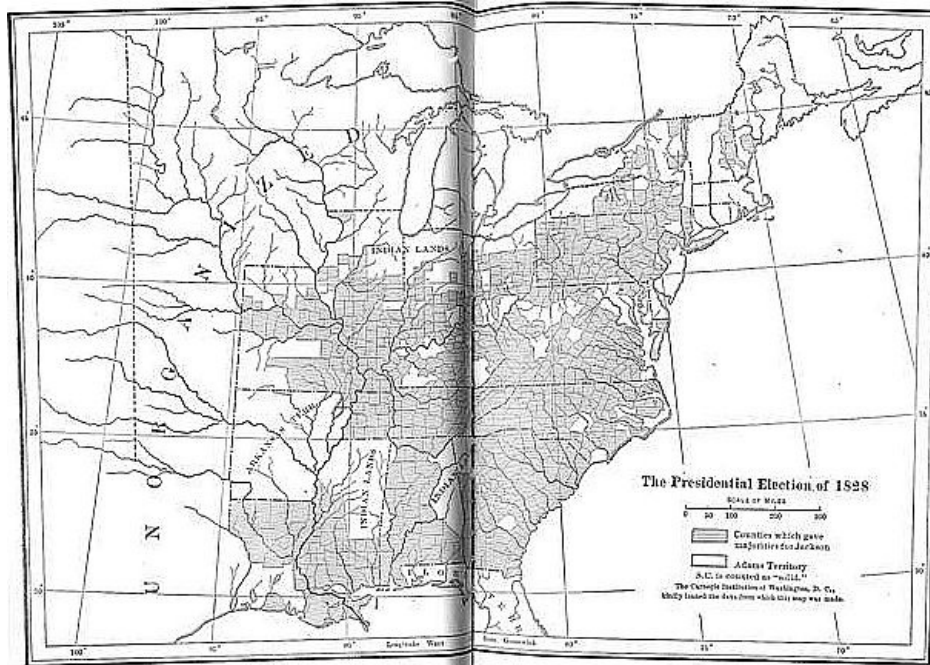 UNORGANIZED
INDIAN LANDS
INDIAN LANDS
INDIAN
The Presidential Election of 1828
SCALE OF MILES
0 50 100 200 300
Counties which gave
majorities for Jackson
Adams Territory
S.C. is counted as "solid."
The Carnegie Institution of Washington, D. C.,
kindly loaned the data from which this map was made.
Longitude West from Greenwich